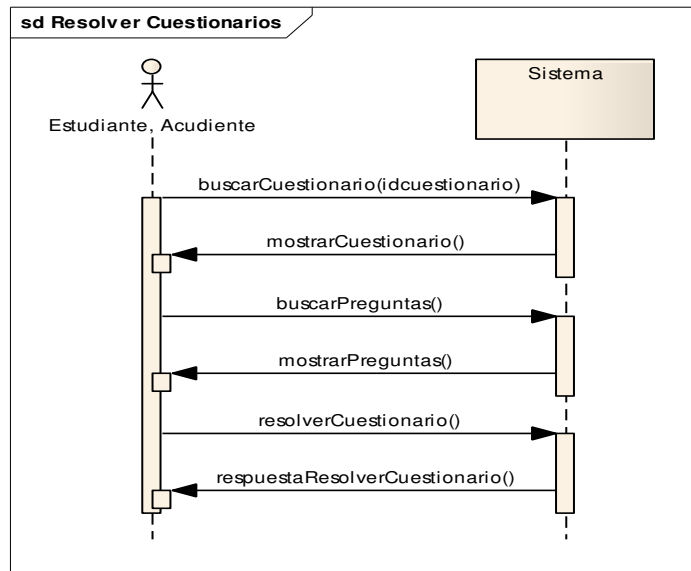 sd Resolver Cuestionarios
Sistema
Estudiante, Acudiente
buscarCuestionario(idcuestionario)
mostrarCuestionario()
buscarPreguntas()
mostrarPreguntas()
resolverCuestionario()
respuestaResolverCuestionario()